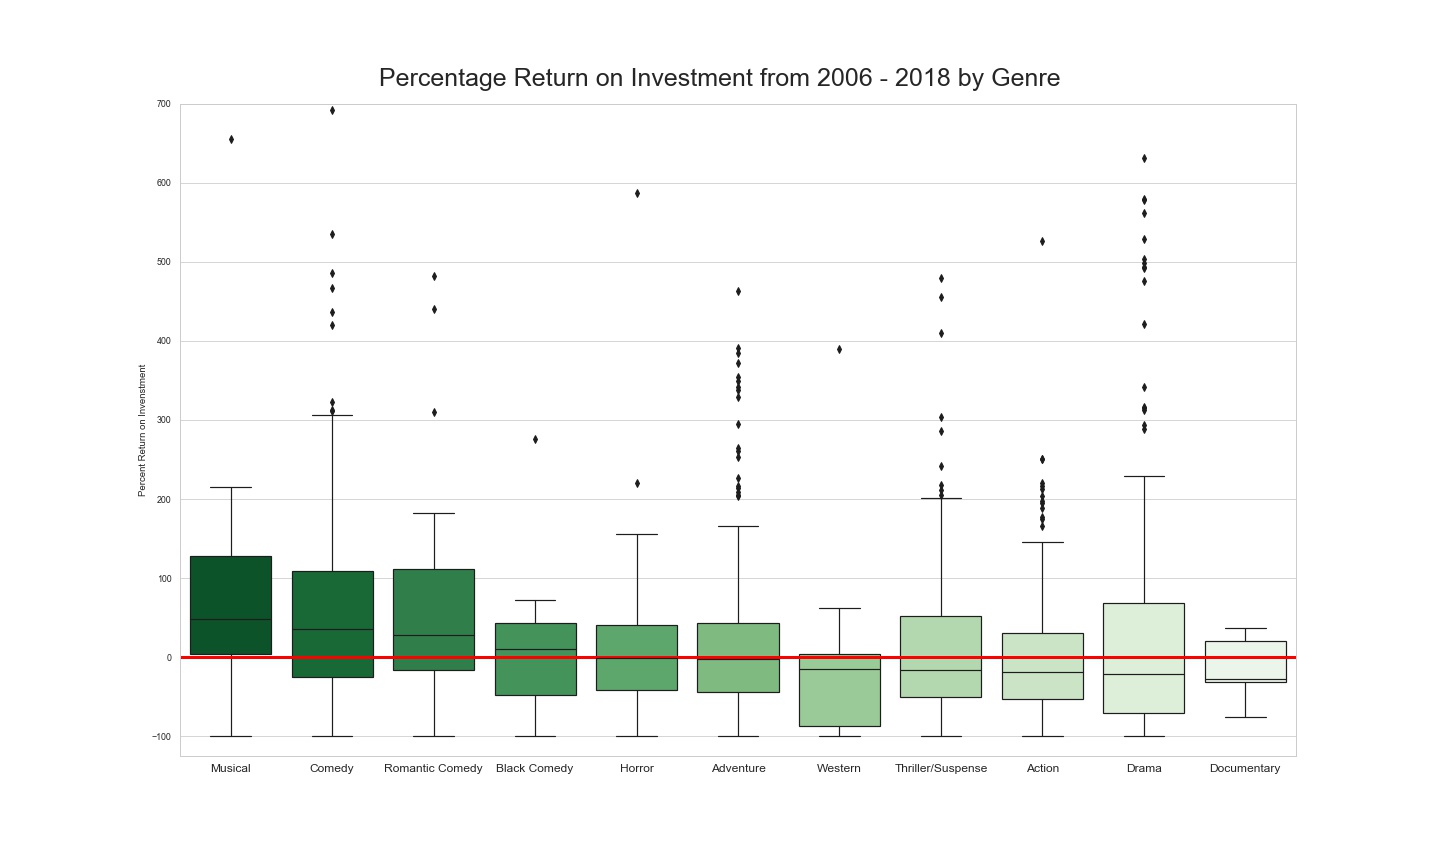 Percentage Return on Investment from 2006 - 2018 by Genre
700
600
500
400
300
200
100
0
−100
Percent Return on Invenstment
Musical
Comedy
Romantic Comedy
Black Comedy
Horror
Adventure
Western
Thriller/Suspense
Action
Drama
Documentary